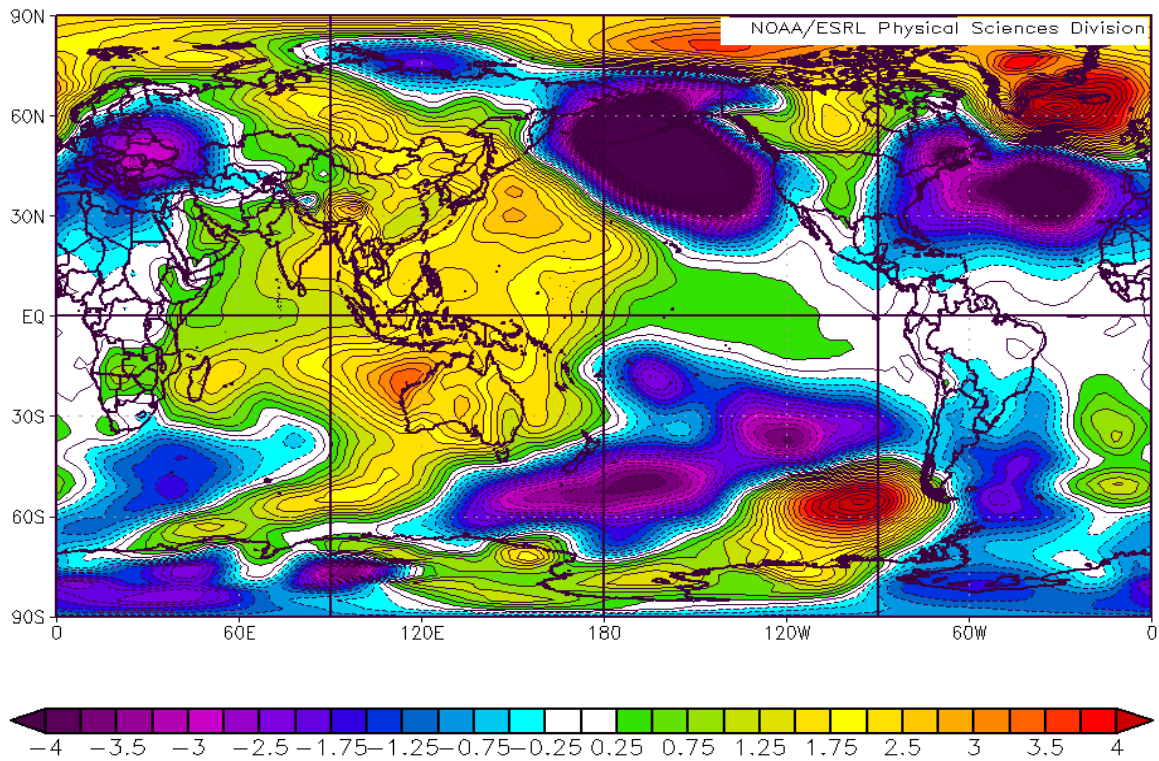 90N
NOAA/ESRL Physical Sciences Division
60N
30N
EQ
30S
60S
90S
0 60E 120E 180 120W 60W 0
−4 −3.5 −3 −2.5 −1.75 −1.25 −0.75 −0.25 0.25 0.75 1.25 1.75 2.5 3 3.5 4